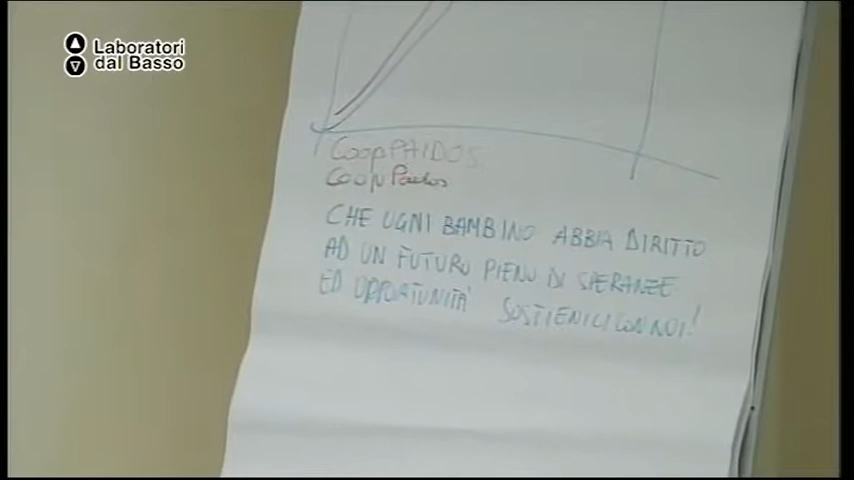 Laboratori
dal Basso
Coop PAIDOS
Coop Paidos
CHE OGNI BAMBINO ABBIA DIRITTO
AD UN FUTURO PIENO DI SPERANZE
ED OPPORTUNITA' SOSTIENICI CON NOI!